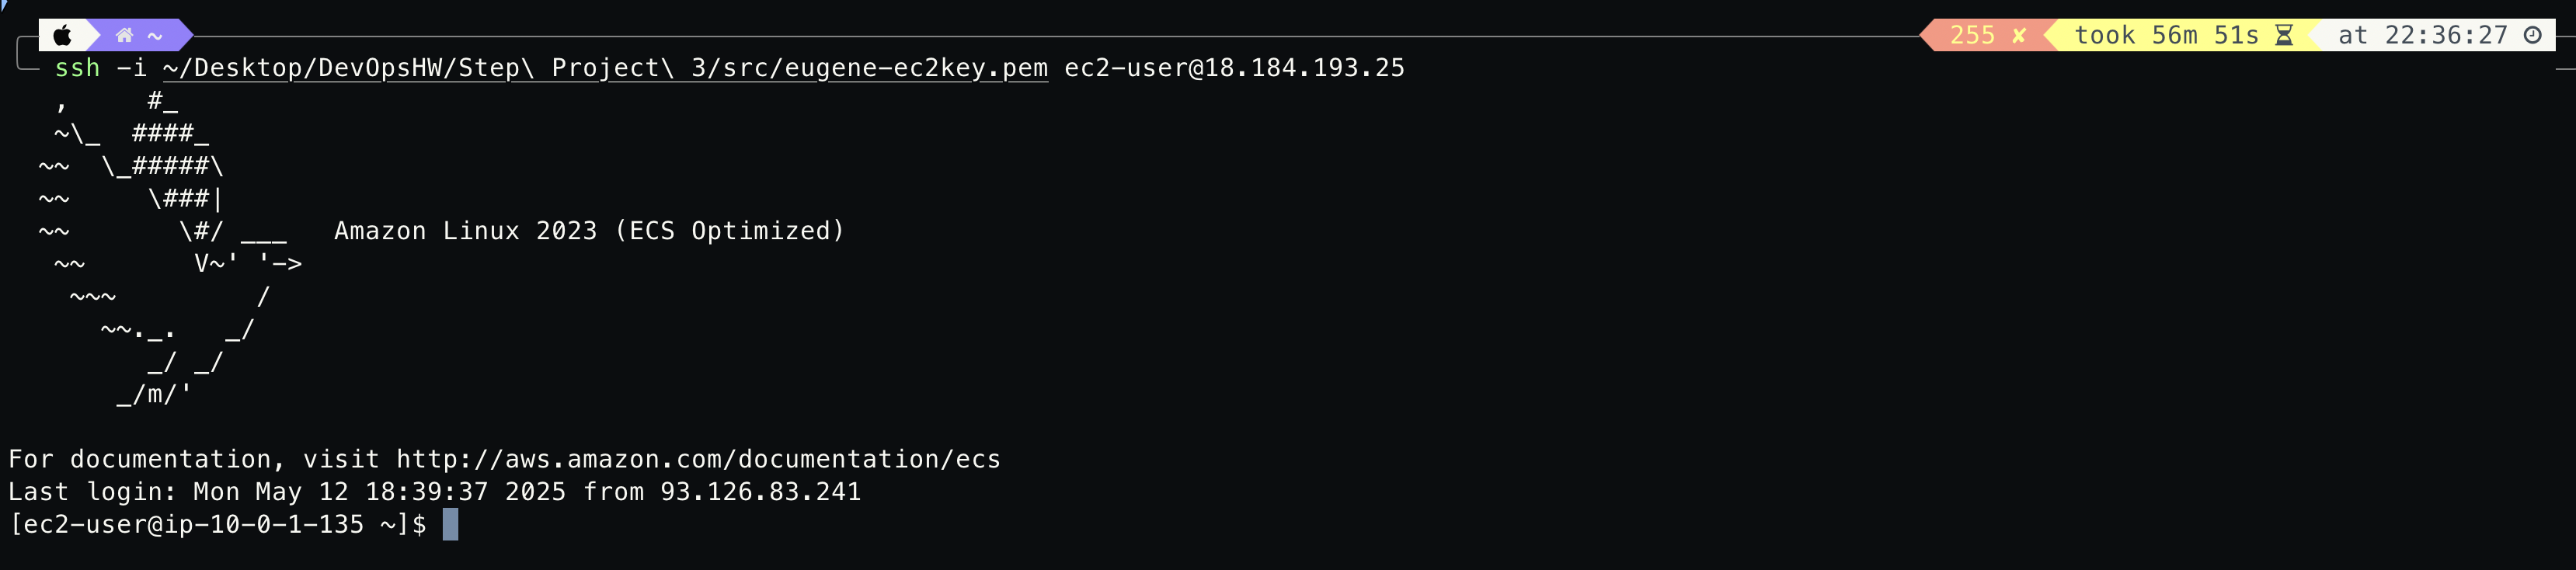 ~ 255 ✘ took 56m 51s at 22:36:27
ssh -i ~/Desktop/DevOpsHW/Step\ Project\ 3/src/eugene-ec2key.pem ec2-user@18.184.193.25
   ,     #_
   ~\_  ####_
  ~~  \_#####\
  ~~     \###|
  ~~       \#/ ___   Amazon Linux 2023 (ECS Optimized)
   ~~       V~' '->
    ~~~         /
      ~~._.   _/
         _/ _/
       _/m/'
For documentation, visit http://aws.amazon.com/documentation/ecs
Last login: Mon May 12 18:39:37 2025 from 93.126.83.241
[ec2-user@ip-10-0-1-135 ~]$